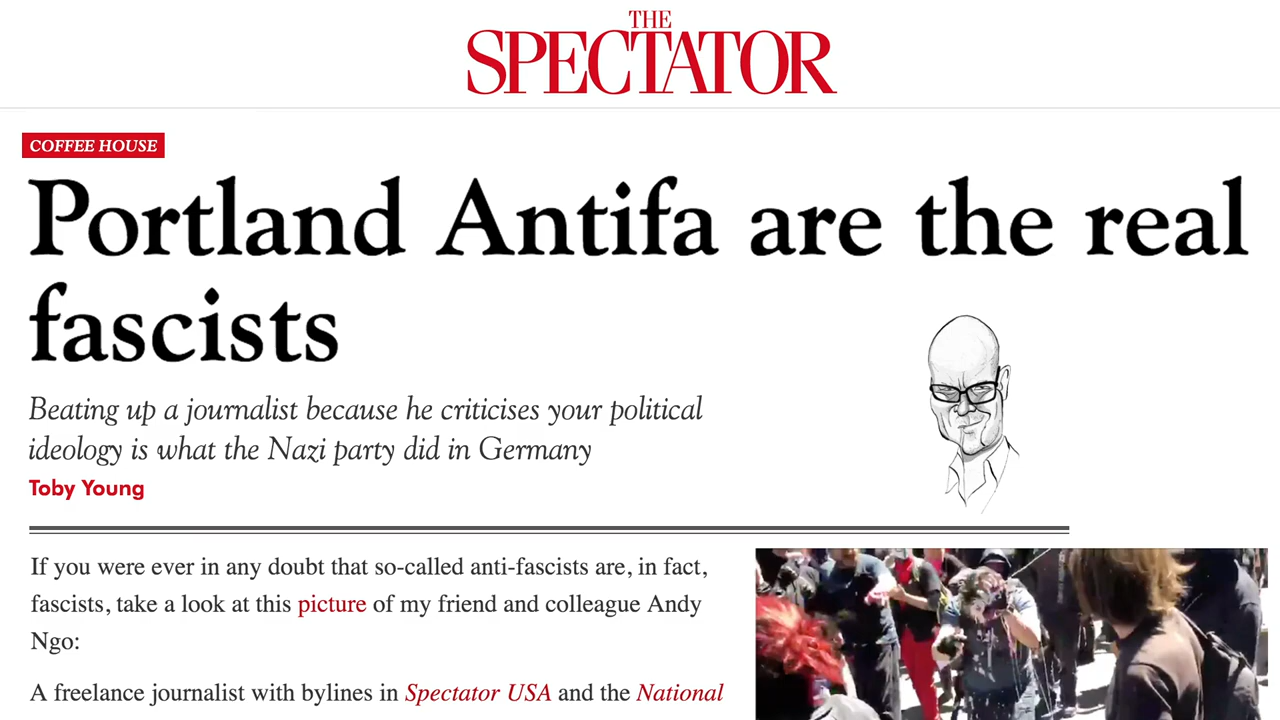 THE
SPECTATOR
COFFEE HOUSE
Portland Antifa are the real
fascists
Beating up a journalist because he criticises your political
ideology is what the Nazi party did in Germany
Toby Young
If you were ever in any doubt that so-called anti-fascists are, in fact,
fascists, take a look at this picture of my friend and colleague Andy
Ngo:
A freelance journalist with bylines in Spectator USA and the National